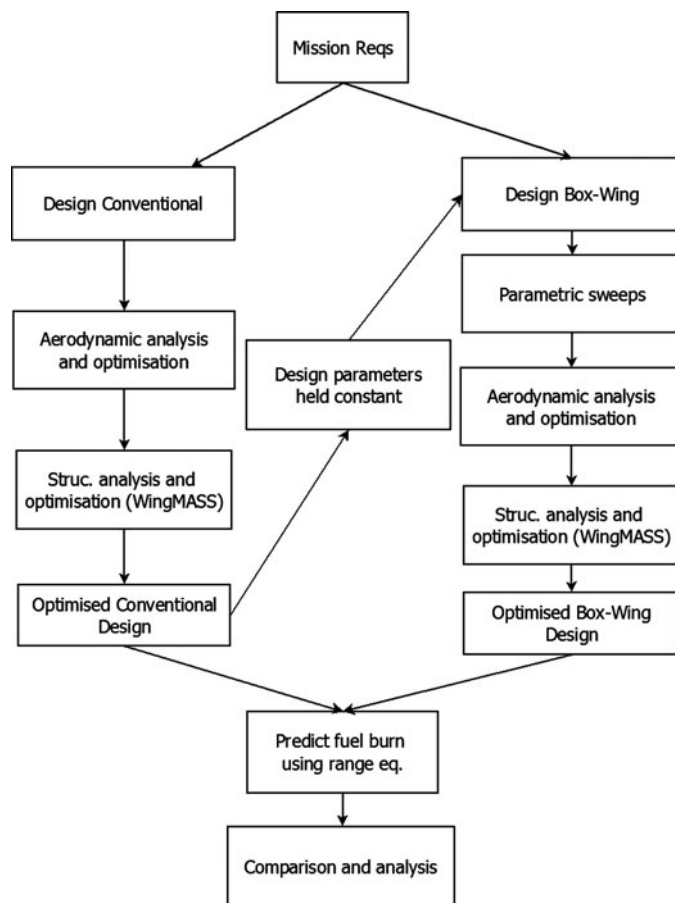 Mission Reqs
Design Conventional
Aerodynamic analysis
and optimisation
Struc. analysis and
optimisation (WingMASS)
Optimised Conventional
Design
Design parameters
held constant
Design Box-Wing
Parametric sweeps
Aerodynamic analysis
and optimisation
Struc. analysis and
optimisation (WingMASS)
Optimised Box-Wing
Design
Predict fuel burn
using range eq.
Comparison and analysis